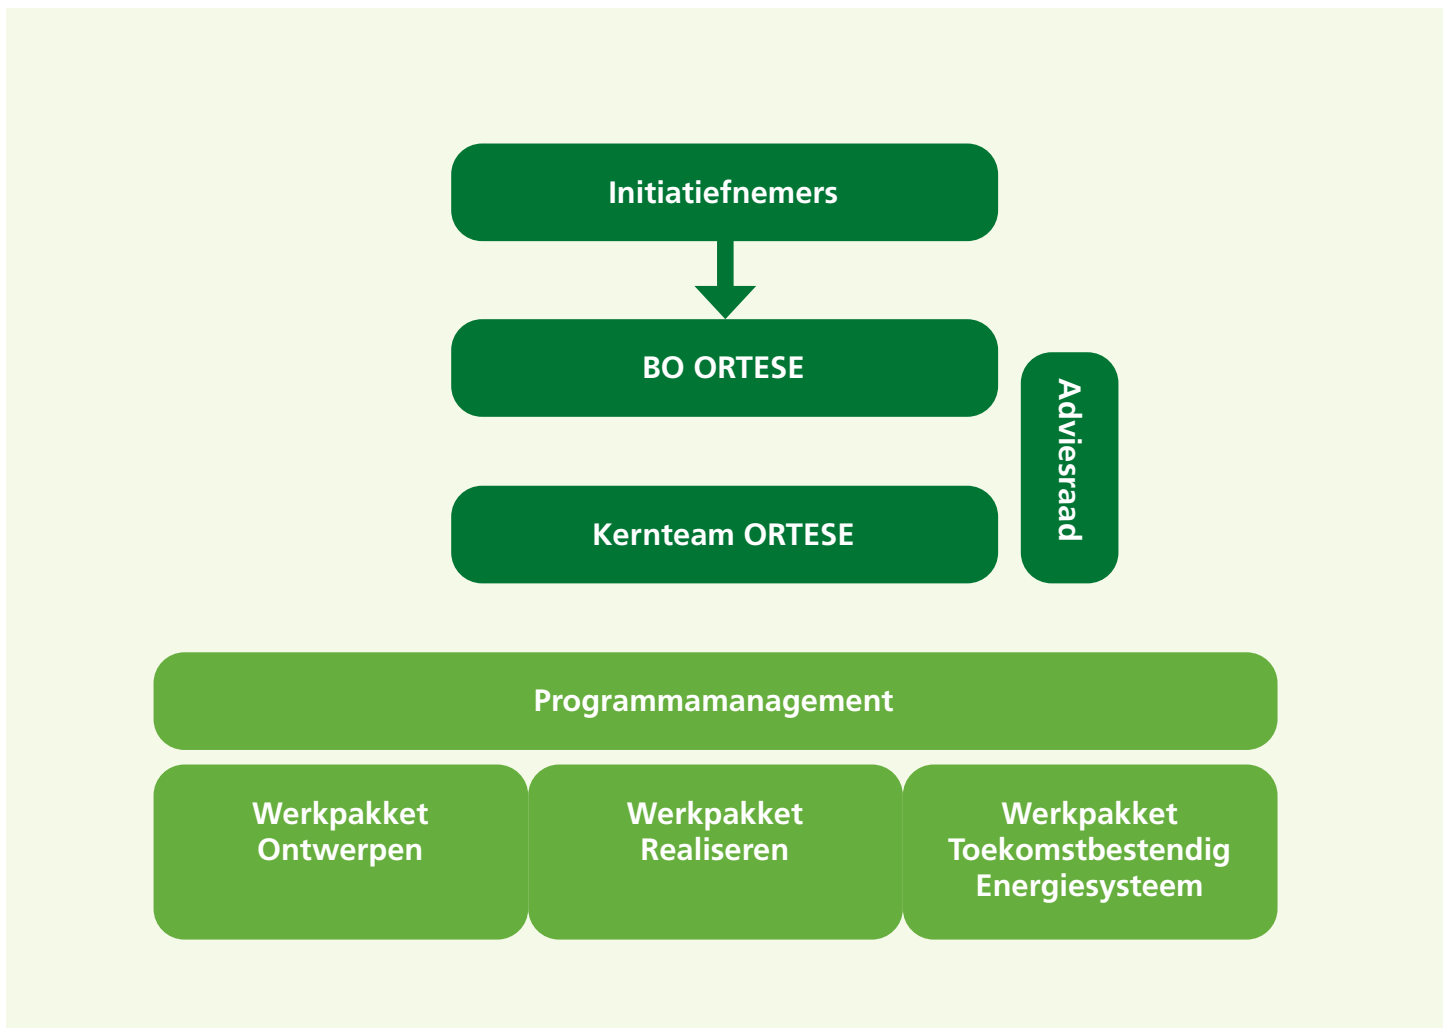 Initiatiefnemers
BO ORTESE
Adviesraad
Kernteam ORTESE
Programmamanagement
Werkpakket
Ontwerpen
Werkpakket
Realiseren
Werkpakket
Toekomstbestendig
Energiesysteem